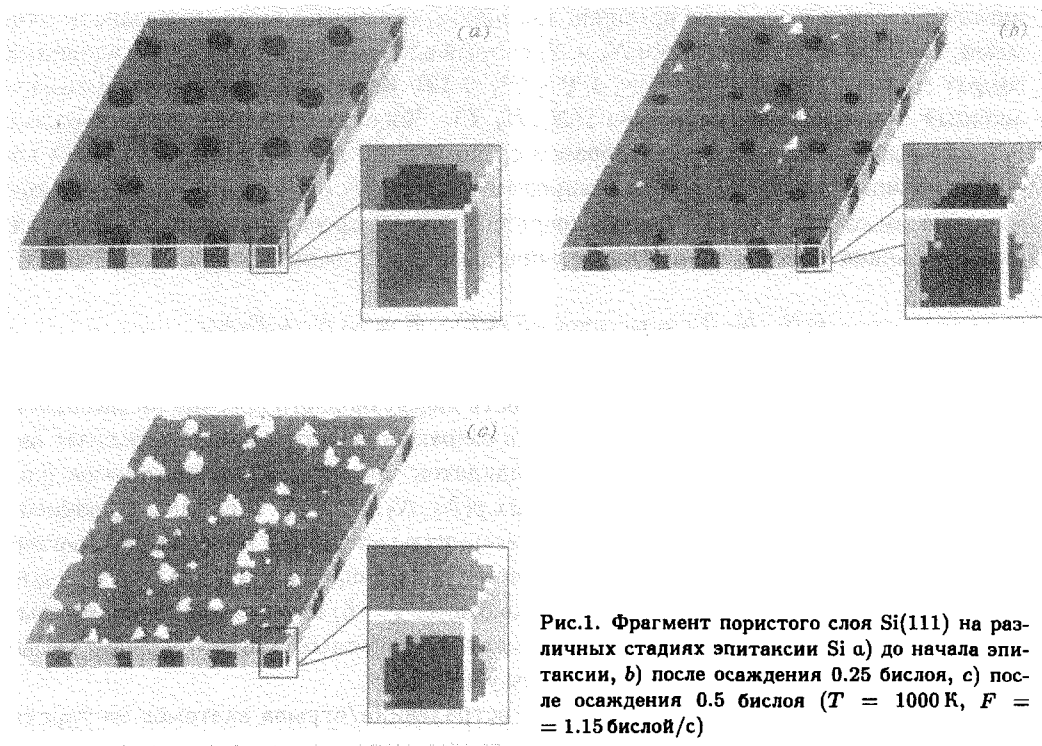 (a)
(b)
(c)
Рис.1. Фрагмент пористого слоя Si(111) на раз-
личных стадиях эпитаксии Si a) до начала эпи-
таксии, b) после осаждения 0.25 бислоя, c) пос-
ле осаждения 0.5 бислоя (T = 1000 K, F =
= 1.15 бислой/с)